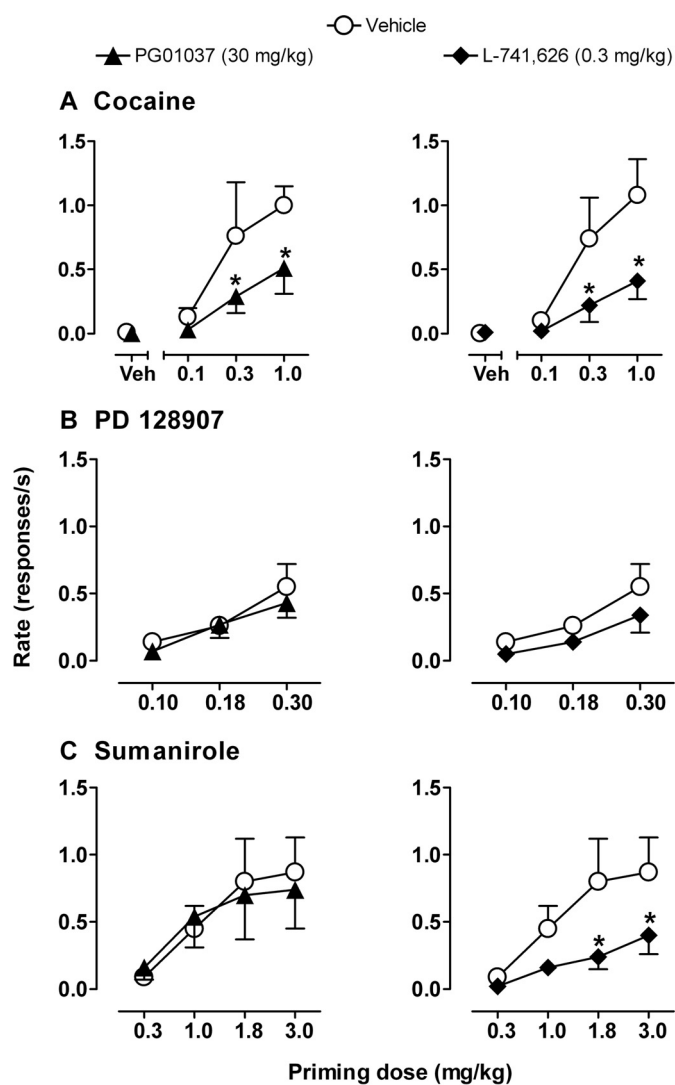 Vehicle
PG01037 (30 mg/kg) L-741,626 (0.3 mg/kg)
A Cocaine
1.5 1.5
1.0 1.0
* *
0.5 0.5
* *
0.0 0.0
Veh 0.1 0.3 1.0 Veh 0.1 0.3 1.0
B PD 128907
Rate (responses/s)
1.5 1.5
1.0 1.0
0.5 0.5
0.0 0.0
0.10 0.18 0.30 0.10 0.18 0.30
C Sumanirole
1.5 1.5
1.0 1.0
0.5 0.5 *
*
0.0 0.0
0.3 1.0 1.8 3.0 0.3 1.0 1.8 3.0
Priming dose (mg/kg)